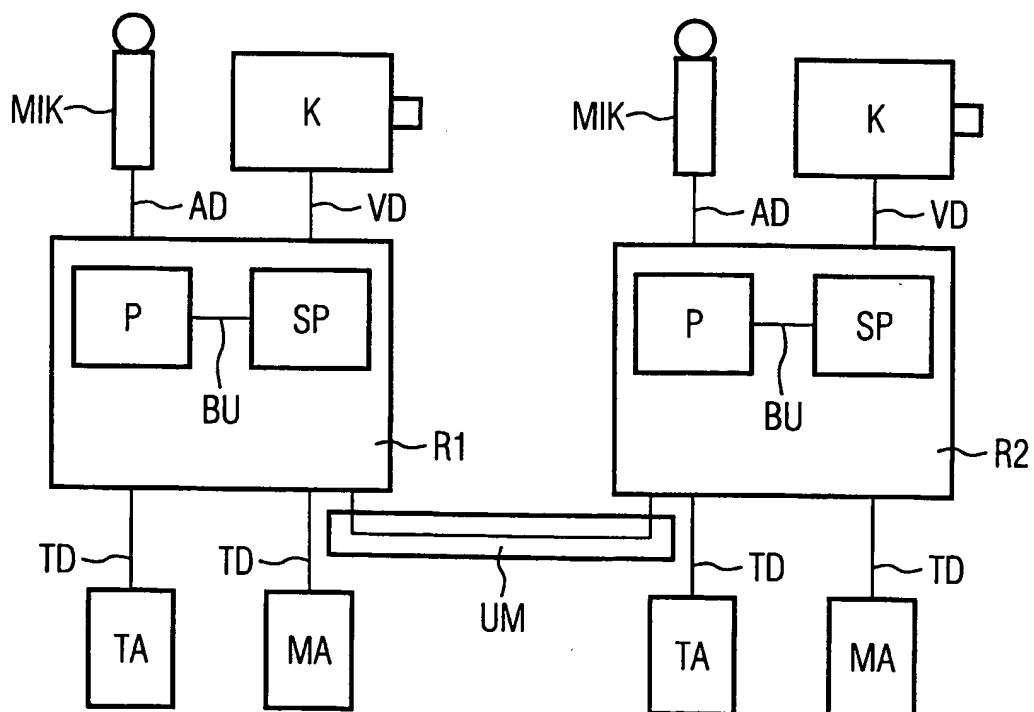 MIK K MIK K
AD VD AD VD
P SP P SP
BU BU
R1 R2
TD TD TD TD
UM
TA MA TA MA